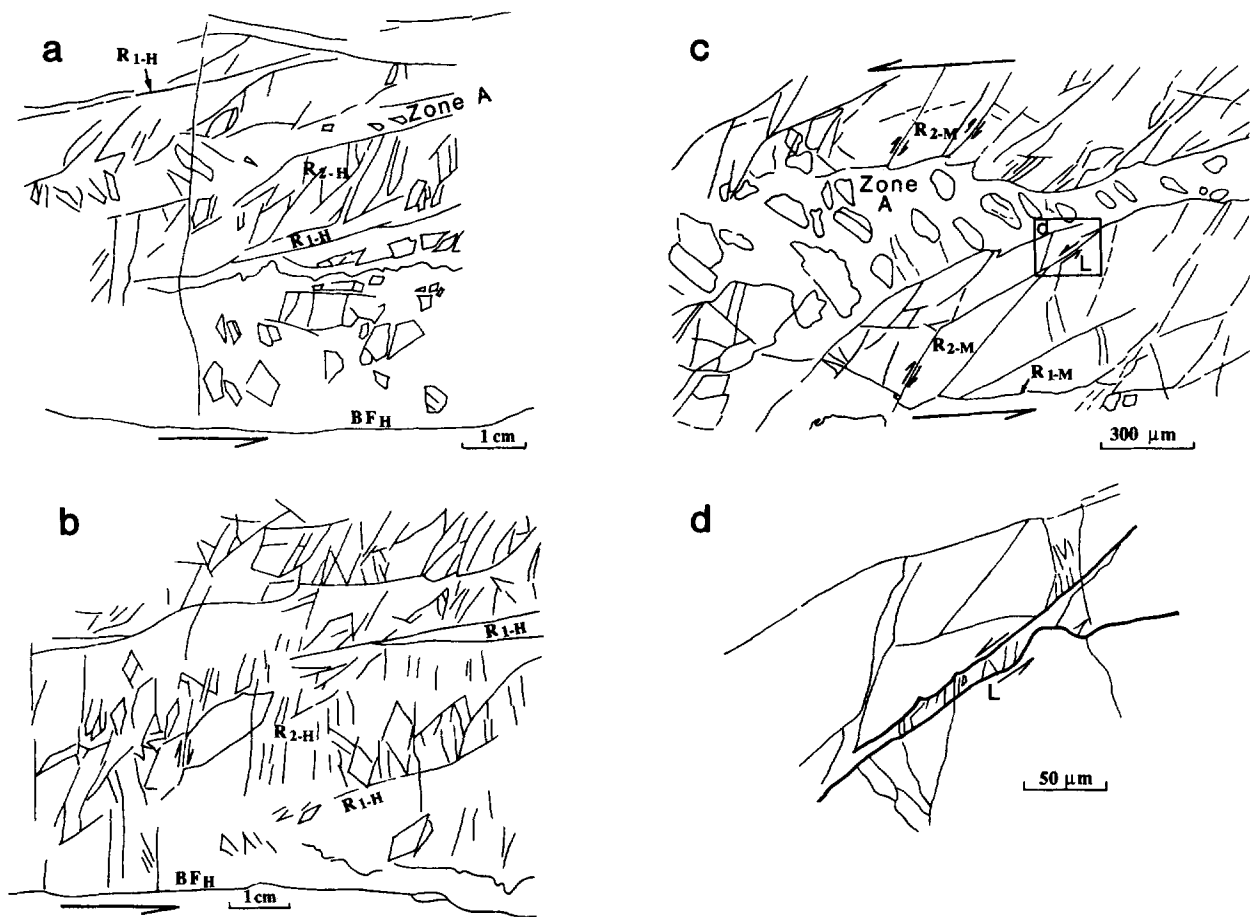 a
R1-H
Zone A
R2-H
R1-H
BFH
1 cm
b
R1-H
R2-H
R1-H
BFH
1cm
c
R2-M
Zone
A
d
L
R2-M
R1-M
300 μm
d
L
50 μm